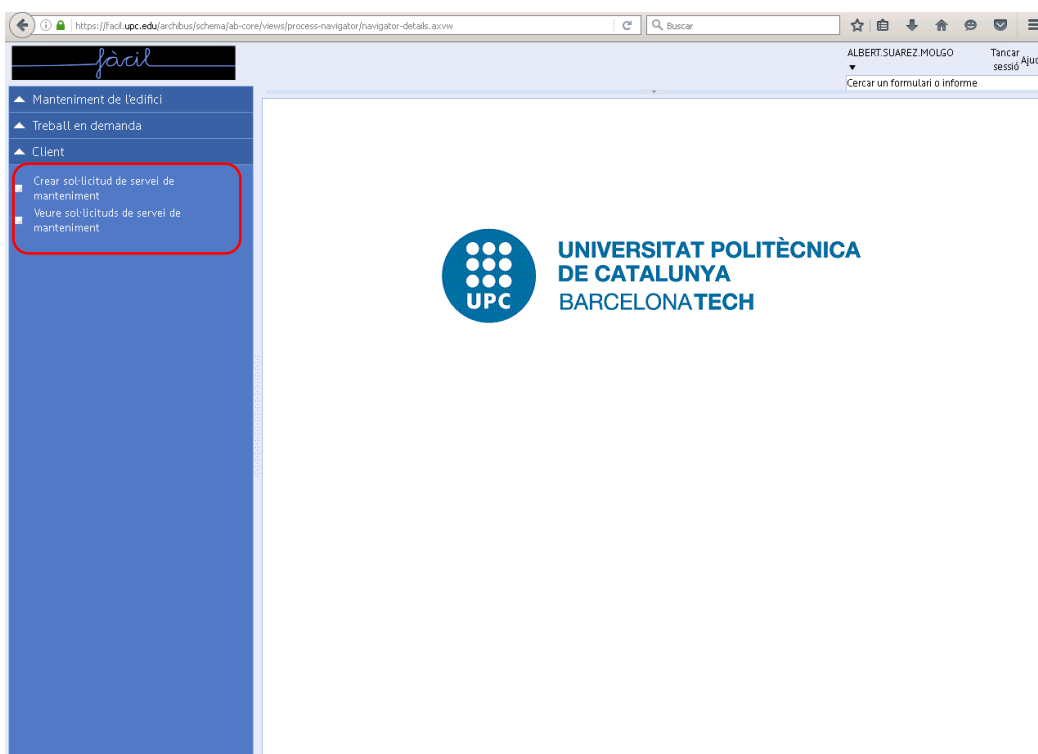 https://facil.upc.edu/archibus/schema/ab-core/views/process-navigator/navigator-details.axvw
Buscar
fàcil
ALBERT.SUAREZ.MOLGO
Tancar
sessió
Cercar un formulari o informe
Manteniment de l'edifici
Treball en demanda
Client
Crear sol·licitud de servei de
manteniment
Veure sol·licituds de servei de
manteniment
UPC
UNIVERSITAT POLITÈCNICA
DE CATALUNYA
BARCELONATECH